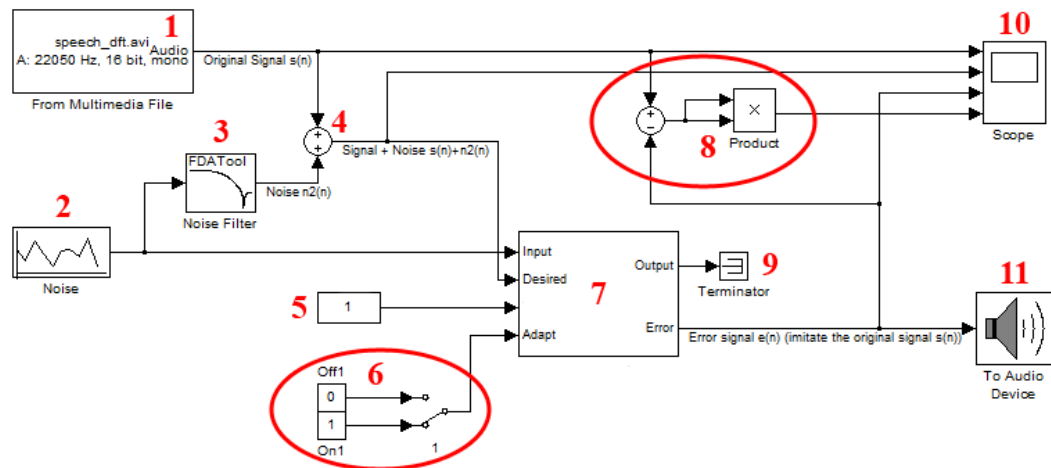 1
speech_dft.avi
Audio
A: 22050 Hz, 16 bit, mono
From Multimedia File
Original Signal s(n)
10
Scope
3
FDATool
Noise Filter
Noise n2(n)
4
+
+
Signal + Noise s(n)+n2(n)
+
−
8
×
Product
2
Noise
5
1
Input
Desired
Adapt
7
Output
Error
9
Terminator
Error signal e(n) (imitate the original signal s(n))
11
To Audio
Device
6
Off1
0
1
On1
1